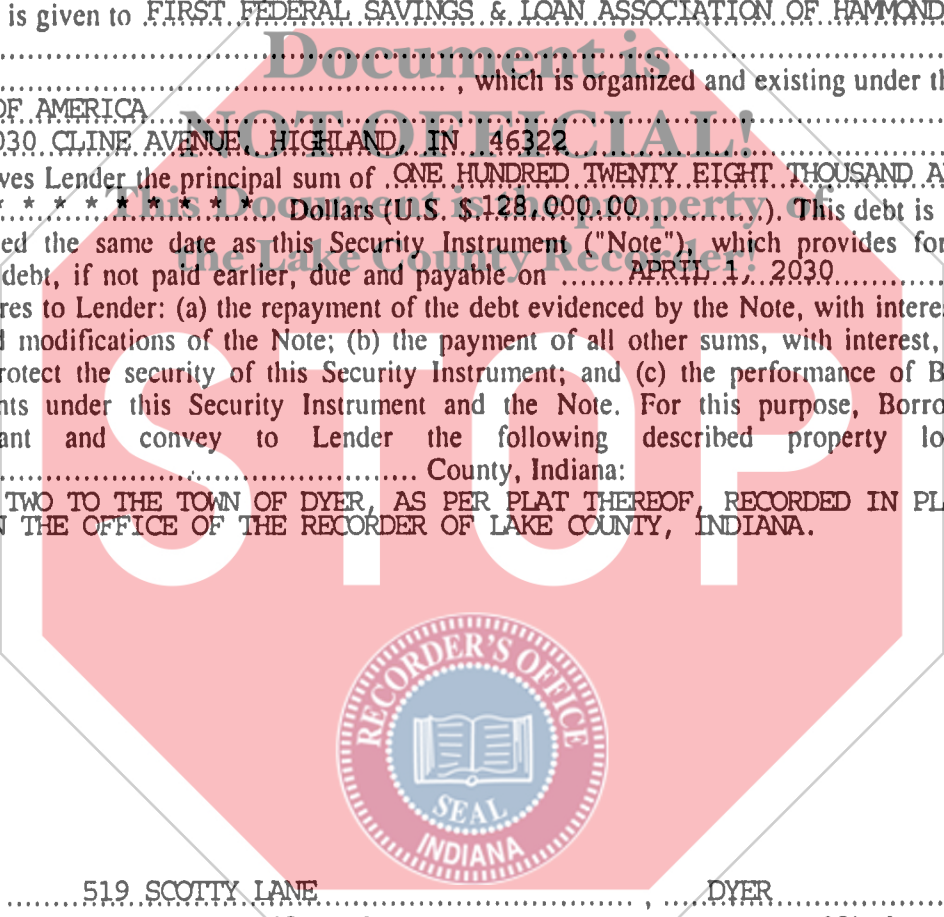 is given to FIRST FEDERAL SAVINGS & LOAN ASSOCIATION OF HAMMOND
Document is
, which is organized and existing under th
OF AMERICA
NOT OFFICIAL!
030 CLINE AVENUE, HIGHLAND, IN 46322
ves Lender the principal sum of ONE HUNDRED TWENTY EIGHT THOUSAND A
This Document is the property of
* * * * * * * * * Dollars (U.S. $128,000.00). This debt is
ed the same date as this Security Instrument ("Note"), which provides for
the Lake County Recorder!
debt, if not paid earlier, due and payable on APRIL 1, 2030
res to Lender: (a) the repayment of the debt evidenced by the Note, with intere
d modifications of the Note; (b) the payment of all other sums, with interest,
rotect the security of this Security Instrument; and (c) the performance of B
nts under this Security Instrument and the Note. For this purpose, Borro
ant and convey to Lender the following described property lo
County, Indiana:
TWO TO THE TOWN OF DYER, AS PER PLAT THEREOF, RECORDED IN PL
N THE OFFICE OF THE RECORDER OF LAKE COUNTY, INDIANA.
STOP
RECORDER'S OFFICE
SEAL
INDIANA
519 SCOTTY LANE, DYER